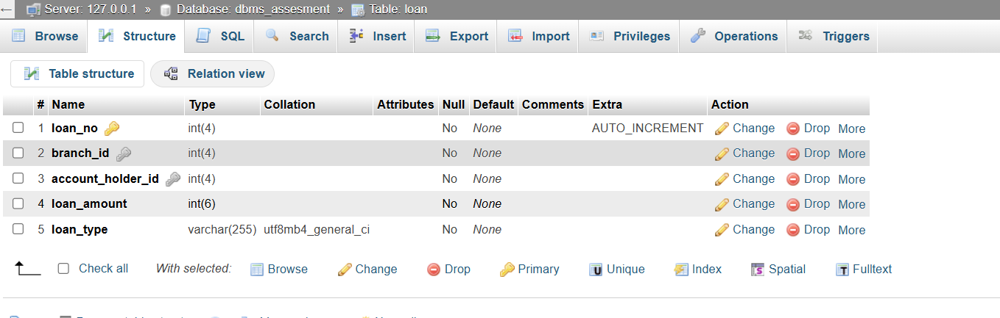 Server: 127.0.0.1 » Database: dbms_assesment » Table: loan
Browse Structure SQL Search Insert Export Import Privileges Operations Triggers
Table structure Relation view
# Name Type Collation Attributes Null Default Comments Extra Action
1 loan_no int(4) No None AUTO_INCREMENT Change Drop More
2 branch_id int(4) No None Change Drop More
3 account_holder_id int(4) No None Change Drop More
4 loan_amount int(6) No None Change Drop More
5 loan_type varchar(255) utf8mb4_general_ci No None Change Drop More
Check all With selected: Browse Change Drop Primary Unique Index Spatial Fulltext